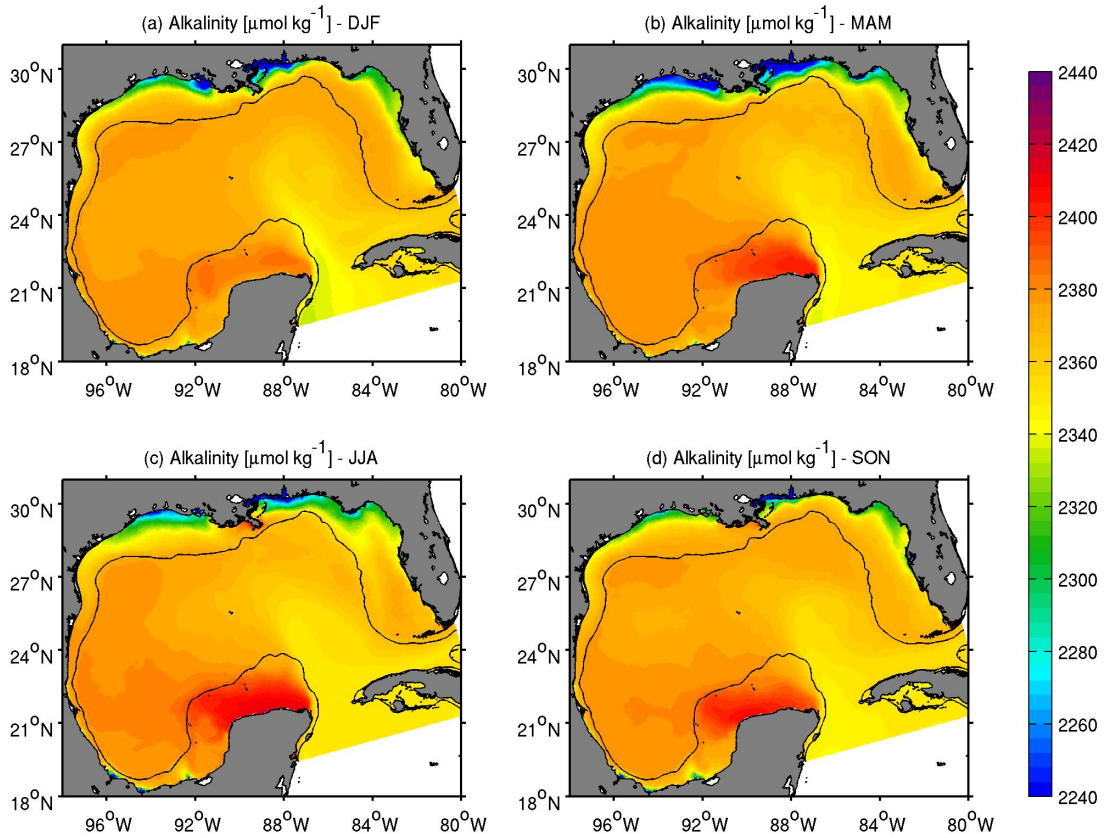 (a) Alkalinity [μmol kg⁻¹] - DJF
(b) Alkalinity [μmol kg⁻¹] - MAM
30°N
27°N
24°N
21°N
18°N
96°W 92°W 88°W 84°W 80°W
30°N
27°N
24°N
21°N
18°N
96°W 92°W 88°W 84°W 80°W
(c) Alkalinity [μmol kg⁻¹] - JJA
(d) Alkalinity [μmol kg⁻¹] - SON
30°N
27°N
24°N
21°N
18°N
96°W 92°W 88°W 84°W 80°W
30°N
27°N
24°N
21°N
18°N
96°W 92°W 88°W 84°W 80°W
2440
2420
2400
2380
2360
2340
2320
2300
2280
2260
2240